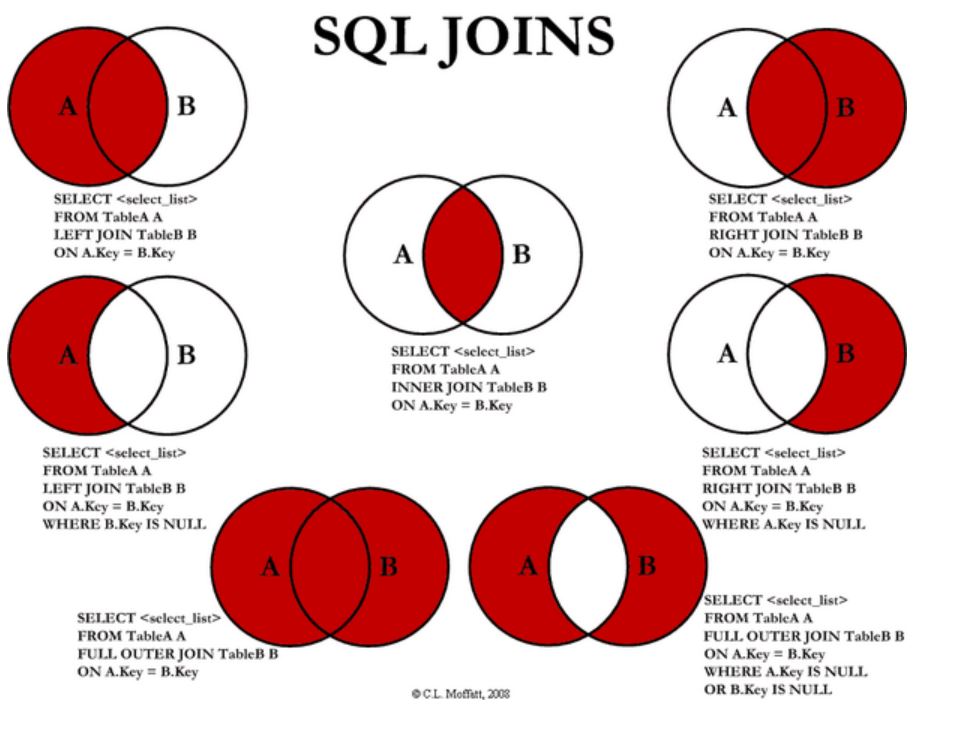 SQL JOINS
A B
SELECT <select_list>
FROM TableA A
LEFT JOIN TableB B
ON A.Key = B.Key
A B
SELECT <select_list>
FROM TableA A
RIGHT JOIN TableB B
ON A.Key = B.Key
A B
SELECT <select_list>
FROM TableA A
INNER JOIN TableB B
ON A.Key = B.Key
A B
SELECT <select_list>
FROM TableA A
LEFT JOIN TableB B
ON A.Key = B.Key
WHERE B.Key IS NULL
A B
SELECT <select_list>
FROM TableA A
RIGHT JOIN TableB B
ON A.Key = B.Key
WHERE A.Key IS NULL
A B
SELECT <select_list>
FROM TableA A
FULL OUTER JOIN TableB B
ON A.Key = B.Key
A B
SELECT <select_list>
FROM TableA A
FULL OUTER JOIN TableB B
ON A.Key = B.Key
WHERE A.Key IS NULL
OR B.Key IS NULL
© C.L. Moffatt, 2008